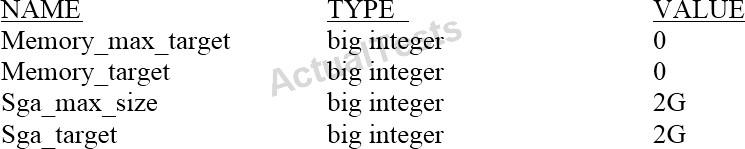 NAME TYPE VALUE
Memory_max_target big integer 0
Memory_target big integer 0
Sga_max_size big integer 2G
Sga_target big integer 2G
ActualTests